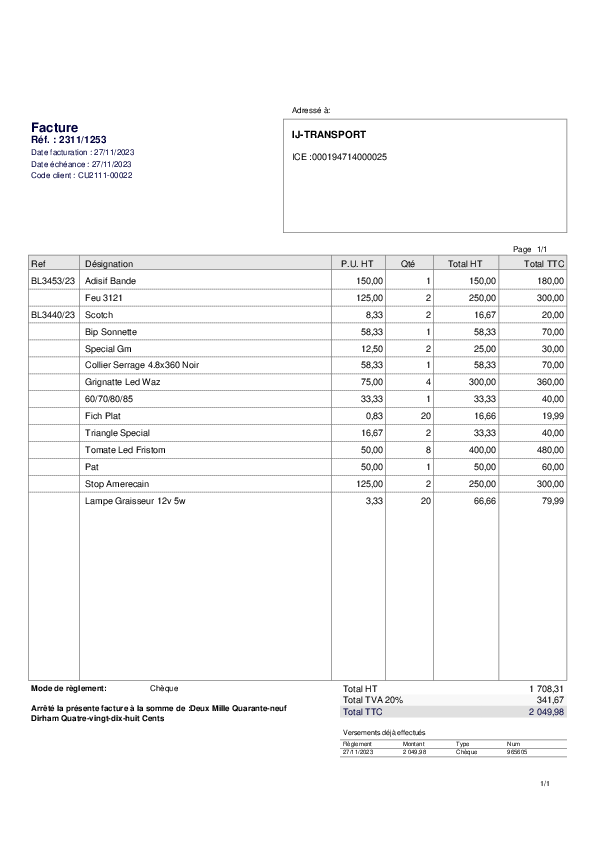 Adressé à:
Facture
Réf. : 2311/1253
Date facturation : 27/11/2023
Date échéance : 27/11/2023
Code client : CU2111-00022
IJ-TRANSPORT
ICE :000194714000025
Page 1/1
Ref Désignation P.U. HT Qté Total HT Total TTC
BL3453/23 Adisif Bande 150,00 1 150,00 180,00
Feu 3121 125,00 2 250,00 300,00
BL3440/23 Scotch 8,33 2 16,67 20,00
Bip Sonnette 58,33 1 58,33 70,00
Special Gm 12,50 2 25,00 30,00
Collier Serrage 4.8x360 Noir 58,33 1 58,33 70,00
Grignatte Led Waz 75,00 4 300,00 360,00
60/70/80/85 33,33 1 33,33 40,00
Fich Plat 0,83 20 16,66 19,99
Triangle Special 16,67 2 33,33 40,00
Tomate Led Fristom 50,00 8 400,00 480,00
Pat 50,00 1 50,00 60,00
Stop Amerecain 125,00 2 250,00 300,00
Lampe Graisseur 12v 5w 3,33 20 66,66 79,99
Mode de règlement: Chèque
Arrêté la présente facture à la somme de :Deux Mille Quarante-neuf
Dirham Quatre-vingt-dix-huit Cents
Total HT 1 708,31
Total TVA 20% 341,67
Total TTC 2 049,98
Versements déjà effectués
Règlement Montant Type Num
27/11/2023 2 049,98 Chèque 965605
1/1